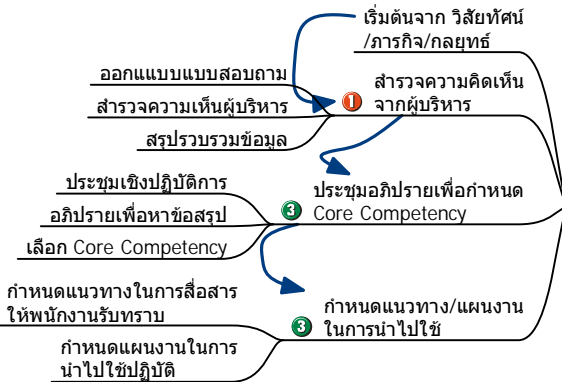 เริ่มต้นจาก วิสัยทัศน์
/ภารกิจ/กลยุทธ์
1
สำรวจความคิดเห็น
จากผู้บริหาร
ออกแแบบแบบสอบถาม
สำรวจความเห็นผู้บริหาร
สรุปรวบรวมข้อมูล
3
ประชุมอภิปรายเพื่อกำหนด
Core Competency
ประชุมเชิงปฏิบัติการ
อภิปรายเพื่อหาข้อสรุป
เลือก Core Competency
3
กำหนดแนวทาง/แผนงาน
ในการนำไปใช้
กำหนดแนวทางในการสื่อสาร
ให้พนักงานรับทราบ
กำหนดแผนงานในการ
นำไปใช้ปฏิบัติ